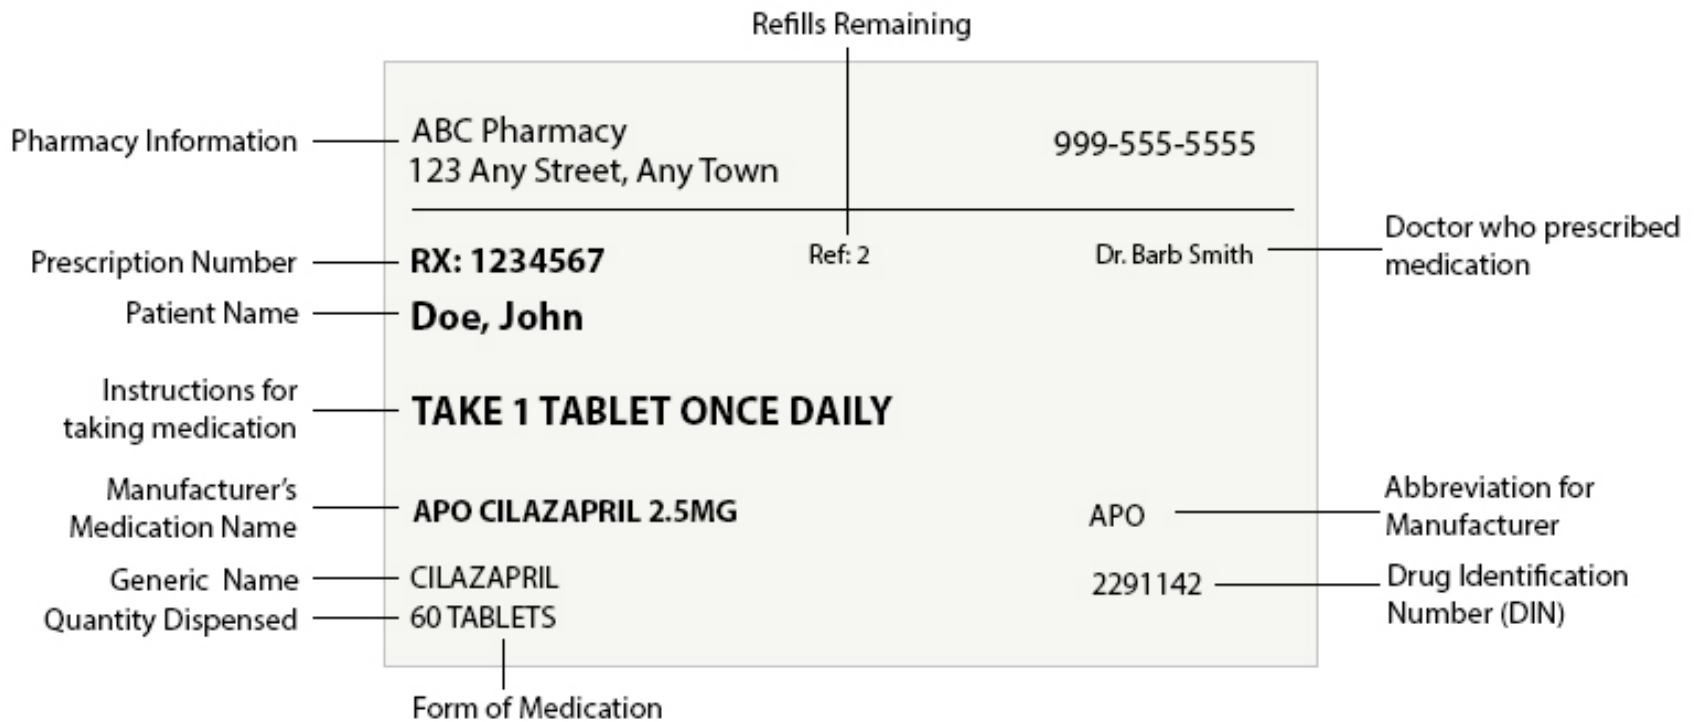 Refills Remaining
Pharmacy Information
ABC Pharmacy
123 Any Street, Any Town
999-555-5555
Prescription Number
RX: 1234567
Ref: 2
Dr. Barb Smith
Doctor who prescribed
medication
Patient Name
Doe, John
Instructions for
taking medication
TAKE 1 TABLET ONCE DAILY
Manufacturer's
Medication Name
APO CILAZAPRIL 2.5MG
APO
Abbreviation for
Manufacturer
Generic Name
CILAZAPRIL
2291142
Drug Identification
Number (DIN)
Quantity Dispensed
60 TABLETS
Form of Medication